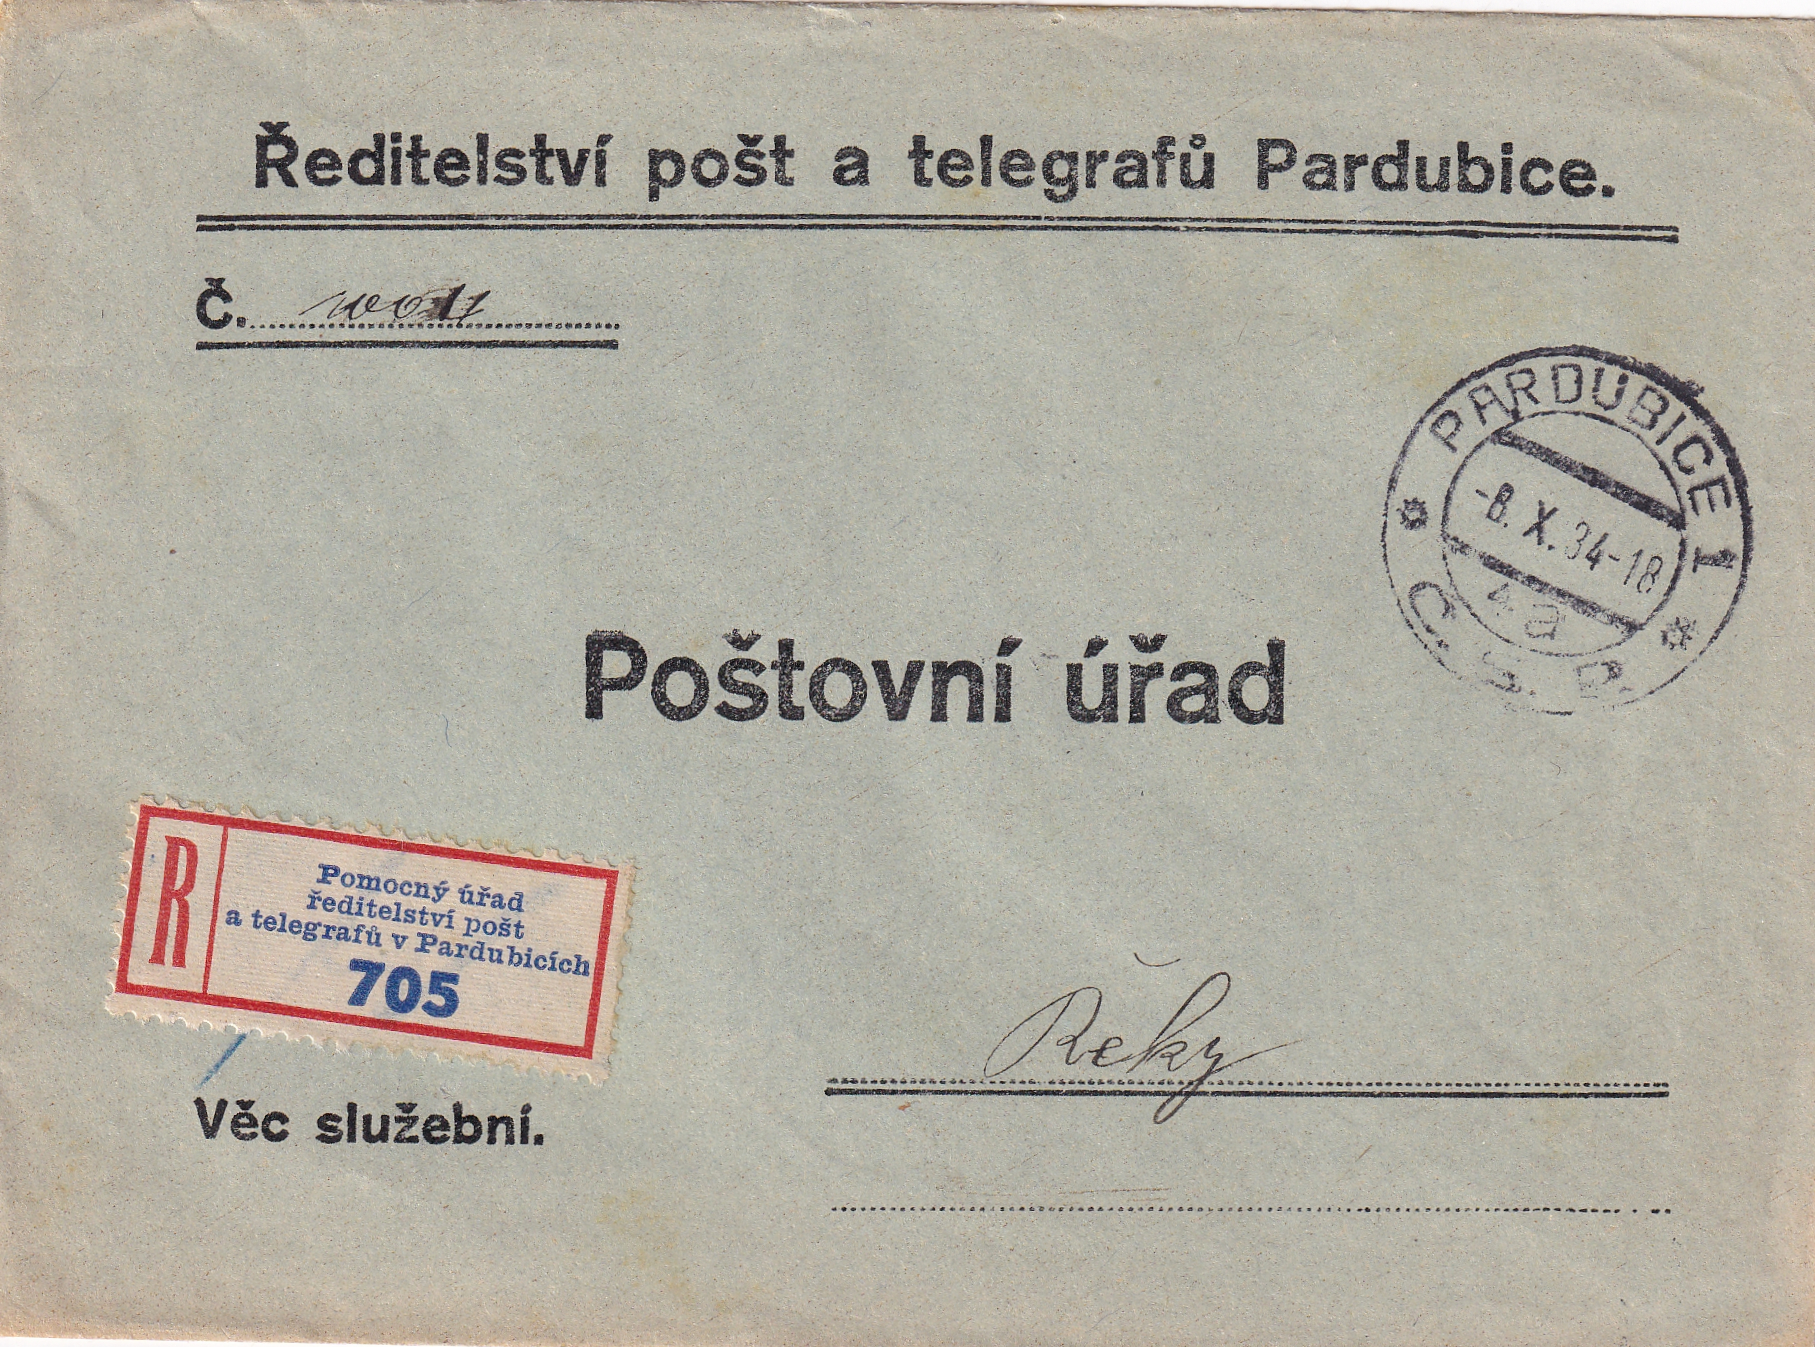 Ředitelství pošt a telegrafů Pardubice.
Č.
PARDUBICE 1
-8. X. 34-18
4a
Č. S. R.
Poštovní úřad
R
Pomocný úřad
ředitelství pošt
a telegrafů v Pardubicích
705
Řeky
Věc služební.